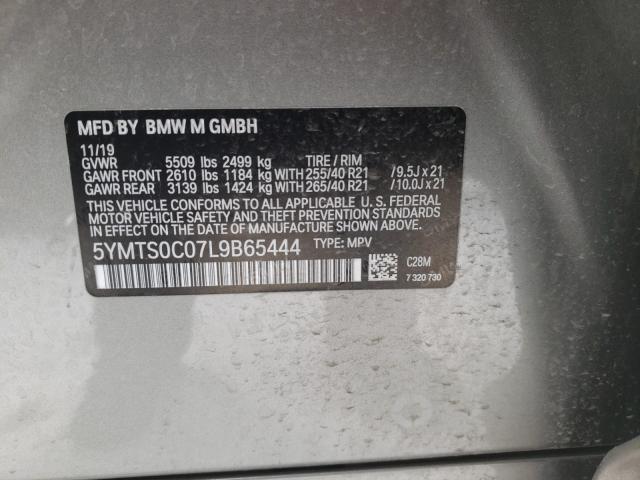 MFD BY BMW M GMBH
11/19
GVWR 5509 lbs 2499 kg TIRE / RIM
GAWR FRONT 2610 lbs 1184 kg WITH 255/40 R21 /9.5J x 21
GAWR REAR 3139 lbs 1424 kg WITH 265/40 R21 /10.0J x 21
THIS VEHICLE CONFORMS TO ALL APPLICABLE U. S. FEDERAL
MOTOR VEHICLE SAFETY AND THEFT PREVENTION STANDARDS
IN EFFECT ON THE DATE OF MANUFACTURE SHOWN ABOVE.
5YMTS0C07L9B65444 TYPE: MPV
C28M
7 320 730